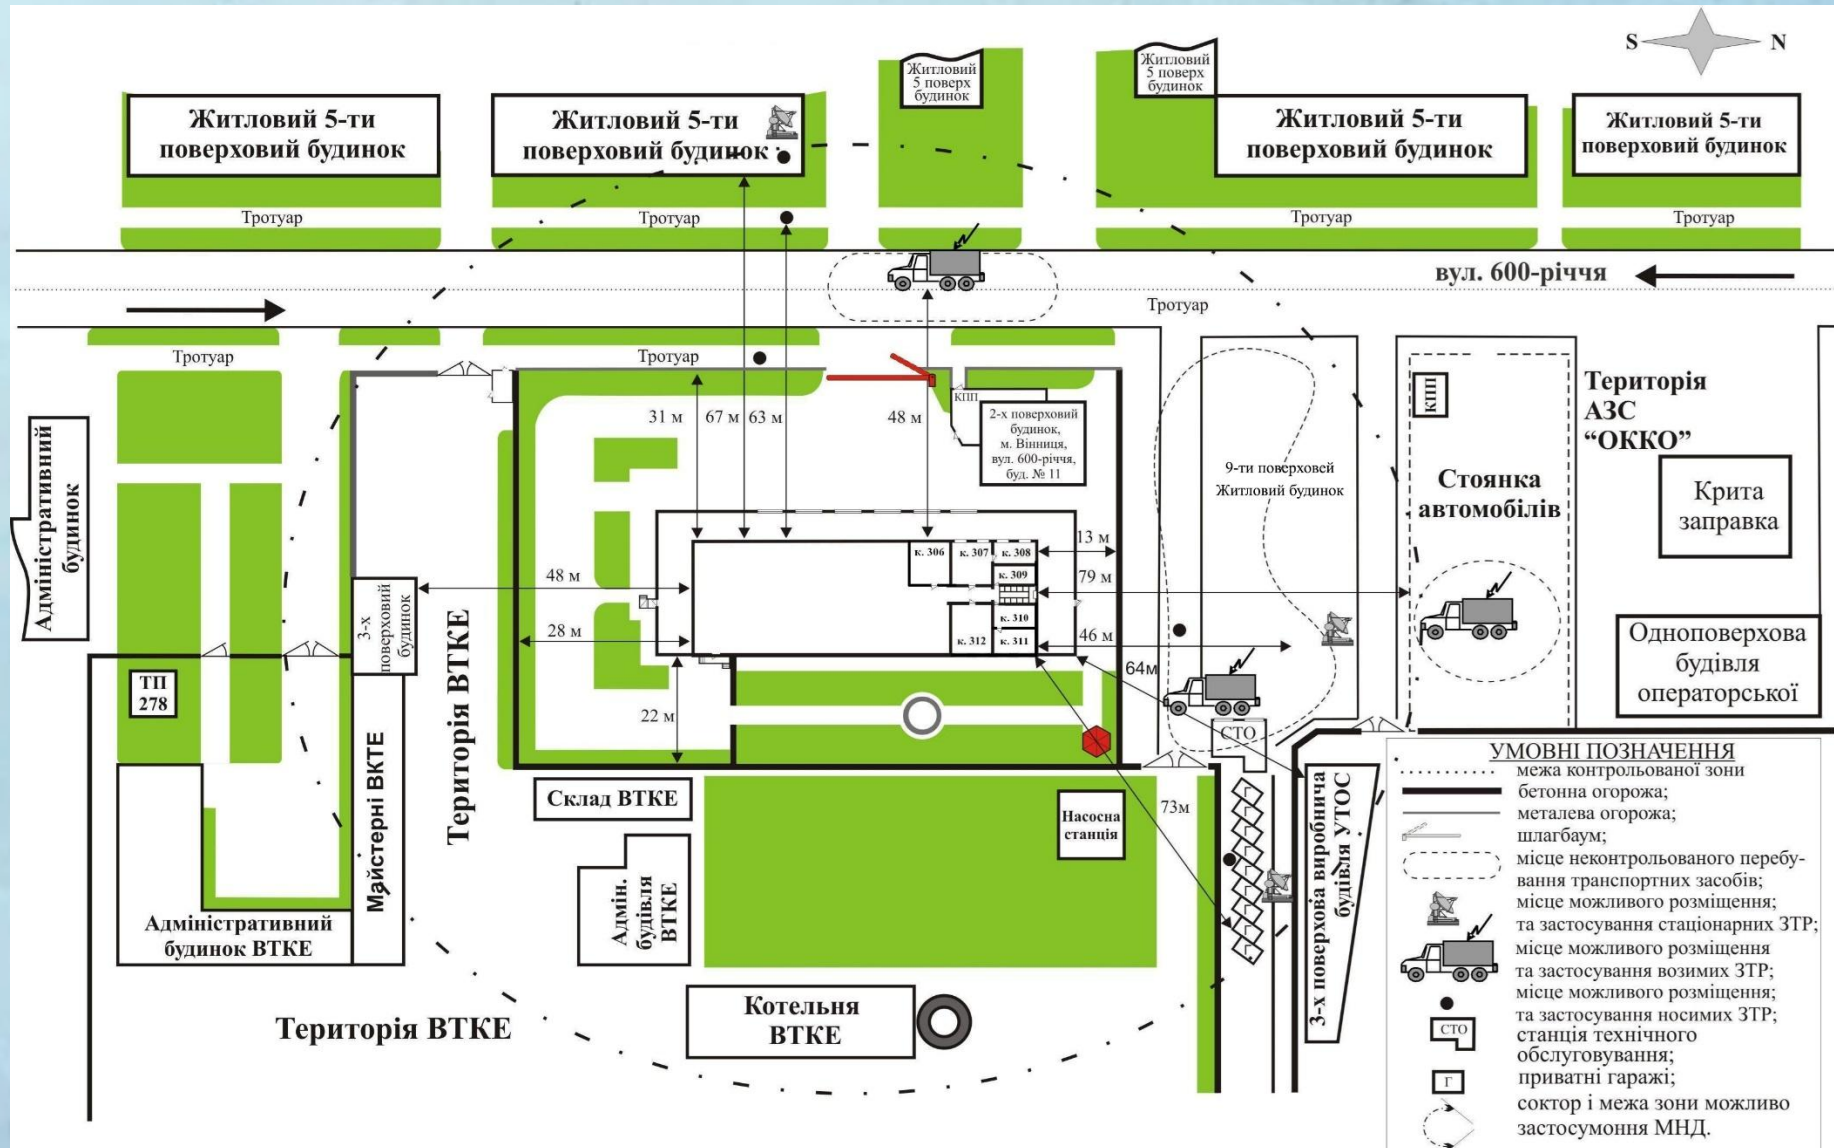 S
N
Житловий
5 поверх
будинок
Житловий
5 поверх
будинок
Житловий 5-ти
поверховий будинок
Житловий 5-ти
поверховий будинок
Житловий 5-ти
поверховий будинок
Житловий 5-ти
поверховий будинок
Тротуар
Тротуар
Тротуар
Тротуар
вул. 600-річчя
Тротуар
Тротуар
Тротуар
31 м
67 м
63 м
48 м
КПП
2-х поверховий
будинок,
м. Вінниця,
вул. 600-річчя,
буд. № 11
КПП
Територія
АЗС
“ОККО”
9-ти поверховей
Житловий будинок
Стоянка
автомобілів
Крита
заправка
Адміністративний
будинок
13 м
к. 306
к. 307
к. 308
к. 309
к. 310
к. 311
к. 312
48 м
79 м
28 м
46 м
64м
22 м
3-х
поверховий
будинок
Територія ВТКЕ
Одноповерхова
будівля
операторської
ТП
278
СТО
Майстерні ВКТЕ
Склад ВТКЕ
Насосна
станція
73м
Адмін.
будівля
ВТКЕ
Г
Г
Г
Г
Г
Г
Г
Г
Г
Г
3-х поверхова виробнича
будівля УТОС
Адміністративний
будинок ВТКЕ
Територія ВТКЕ
Котельня
ВТКЕ
УМОВНІ ПОЗНАЧЕННЯ
межа контрольованої зони
бетонна огорожа;
металева огорожа;
шлагбаум;
місце неконтрольованого перебу-
вання транспортних засобів;
місце можливого розміщення;
та застосування стаціонарних ЗТР;
місце можливого розміщення
та застосування возимих ЗТР;
місце можливого розміщення;
та застосування носимих ЗТР;
СТО
станція технічного
обслуговування;
Г
приватні гаражі;
соктор і межа зони можливо
застосумоння МНД.